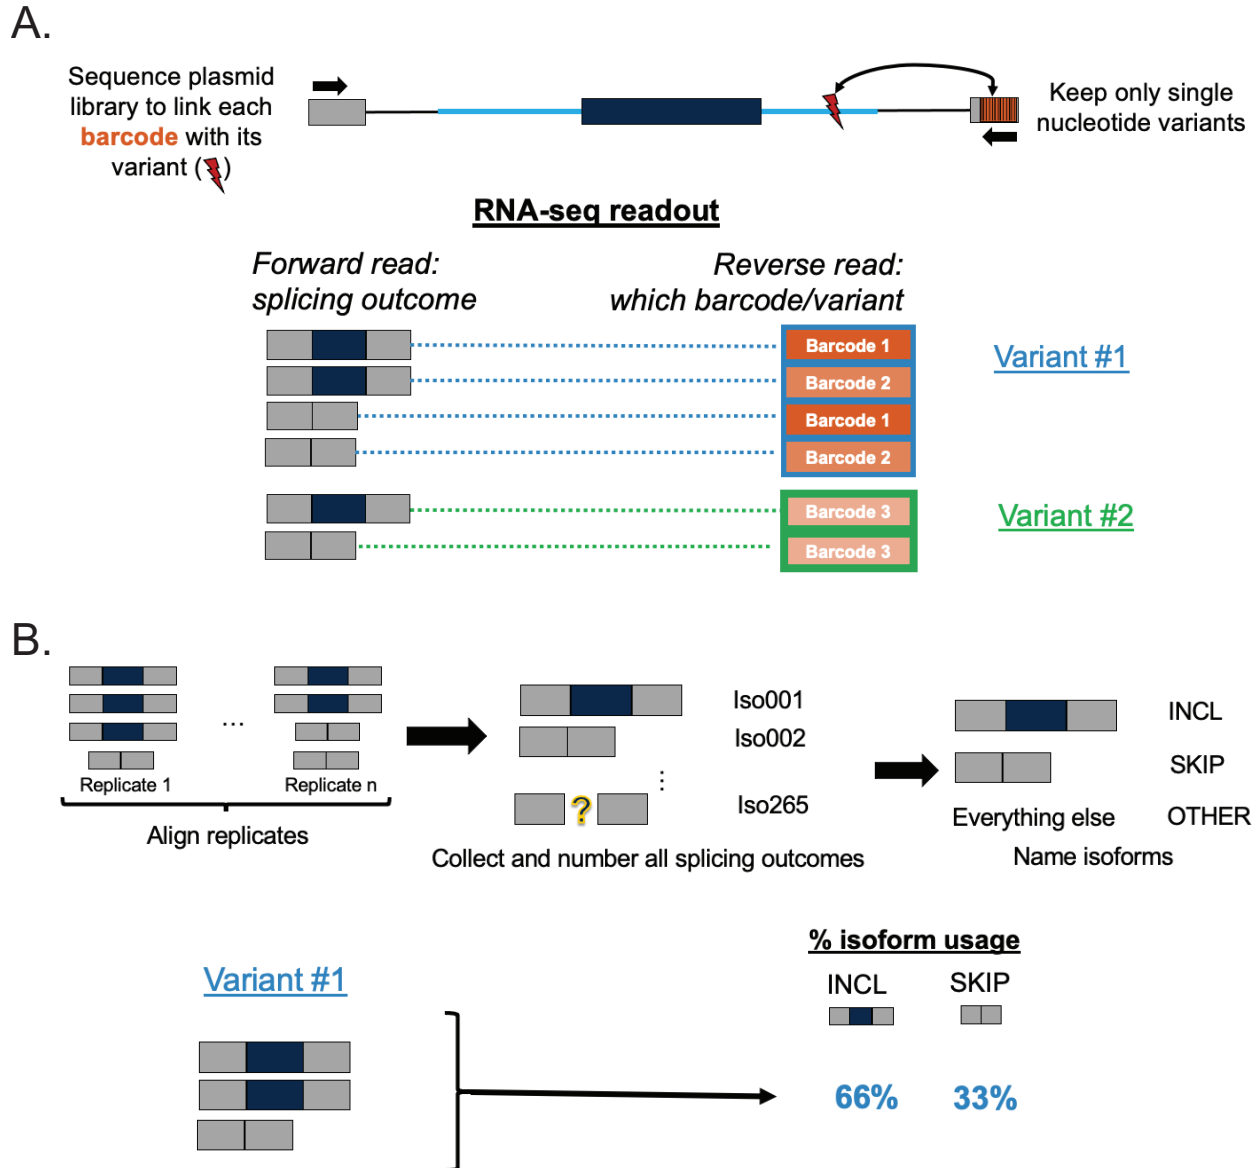 A.
Sequence plasmid
library to link each
barcode with its
variant ( )
Keep only single
nucleotide variants
RNA-seq readout
Forward read:
splicing outcome
Reverse read:
which barcode/variant
Barcode 1
Barcode 2
Barcode 1
Barcode 2
Variant #1
Barcode 3
Barcode 3
Variant #2
B.
...
Replicate 1
Replicate n
Align replicates
Iso001
Iso002
...
?
Iso265
Collect and number all splicing outcomes
INCL
SKIP
Everything else
OTHER
Name isoforms
Variant #1
% isoform usage
INCL
SKIP
66%
33%